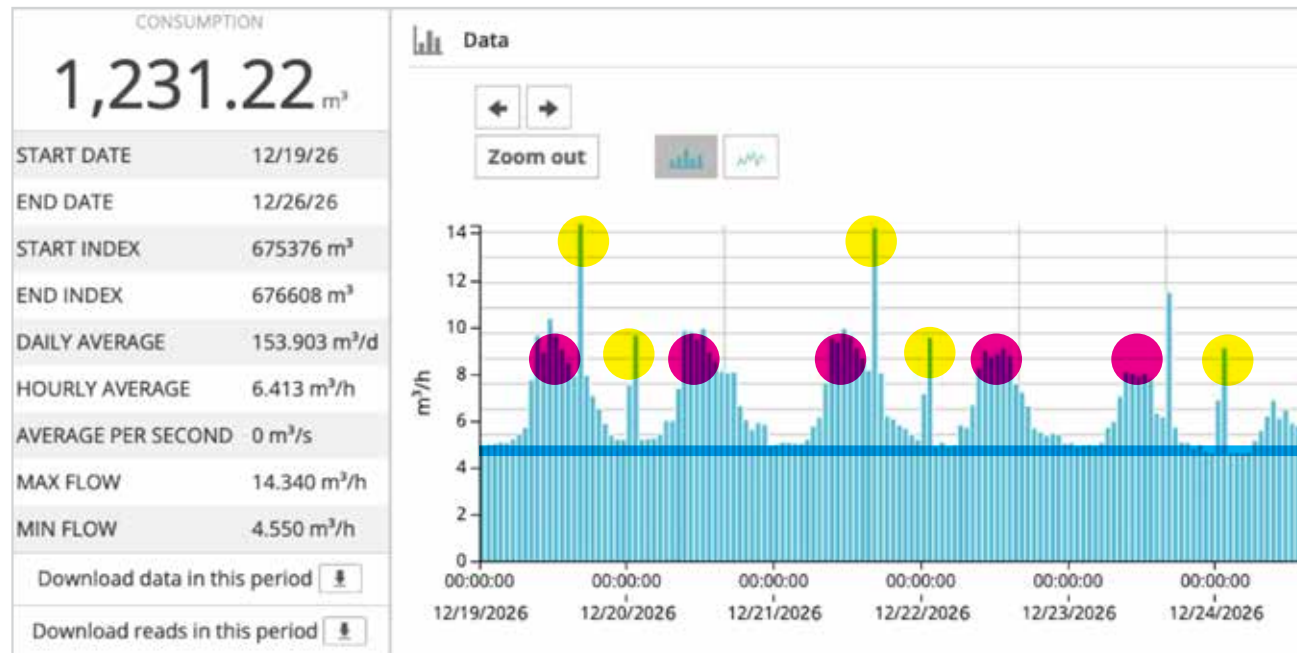 CONSUMPTION
1,231.22 m³
START DATE 12/19/26
END DATE 12/26/26
START INDEX 675376 m³
END INDEX 676608 m³
DAILY AVERAGE 153.903 m³/d
HOURLY AVERAGE 6.413 m³/h
AVERAGE PER SECOND 0 m³/s
MAX FLOW 14.340 m³/h
MIN FLOW 4.550 m³/h
Download data in this period
Download reads in this period
Data
Zoom out
m³/h
14
12
10
8
6
4
2
0
00:00:00 00:00:00 00:00:00 00:00:00 00:00:00 00:00:00
12/19/2026 12/20/2026 12/21/2026 12/22/2026 12/23/2026 12/24/2026